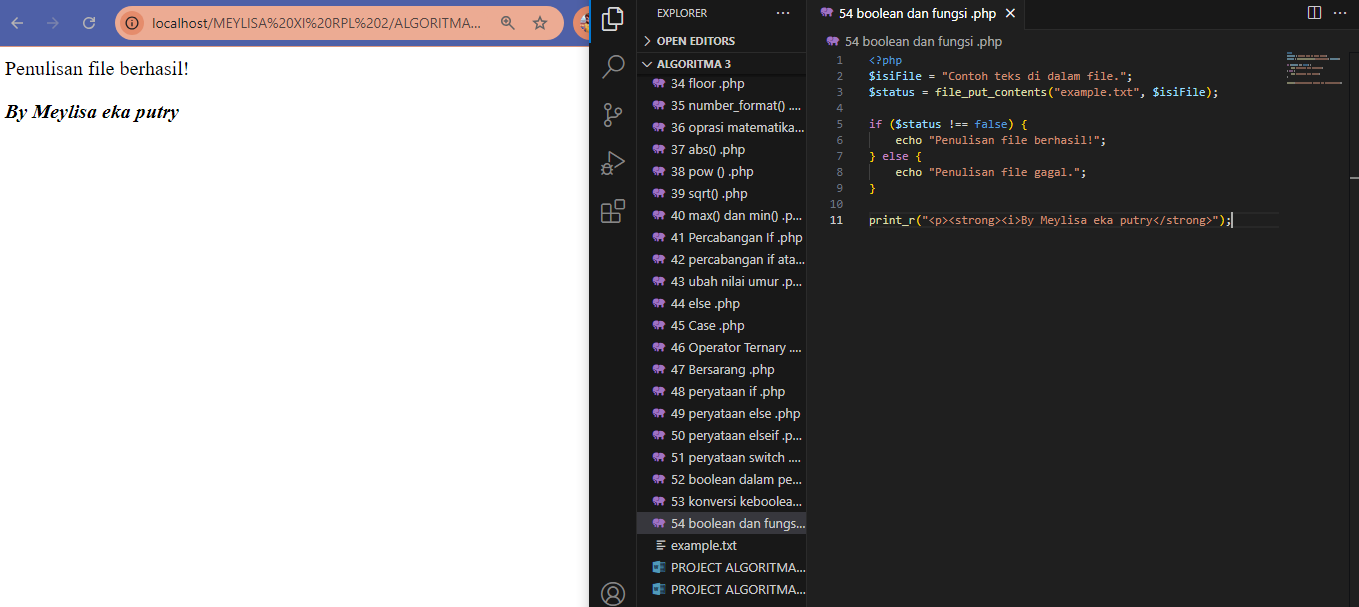 localhost/MEYLISA%20XI%20RPL%202/ALGORITMA...
Penulisan file berhasil!
By Meylisa eka putry
EXPLORER
OPEN EDITORS
ALGORITMA 3
34 floor .php
35 number_format() ....
36 oprasi matematika...
37 abs() .php
38 pow () .php
39 sqrt() .php
40 max() dan min() .p...
41 Percabangan If .php
42 percabangan if ata...
43 ubah nilai umur .p...
44 else .php
45 Case .php
46 Operator Ternary ....
47 Bersarang .php
48 peryataan if .php
49 peryataan else .php
50 peryataan elseif .p...
51 peryataan switch ....
52 boolean dalam pe...
53 konversi keboolea...
54 boolean dan fungs...
example.txt
PROJECT ALGORITMA...
PROJECT ALGORITMA...
54 boolean dan fungsi .php
54 boolean dan fungsi .php
1 <?php
2 $isiFile = "Contoh teks di dalam file.";
3 $status = file_put_contents("example.txt", $isiFile);
4
5 if ($status !== false) {
6     echo "Penulisan file berhasil!";
7 } else {
8     echo "Penulisan file gagal.";
9 }
10
11 print_r("<p><strong><i>By Meylisa eka putry</strong>");